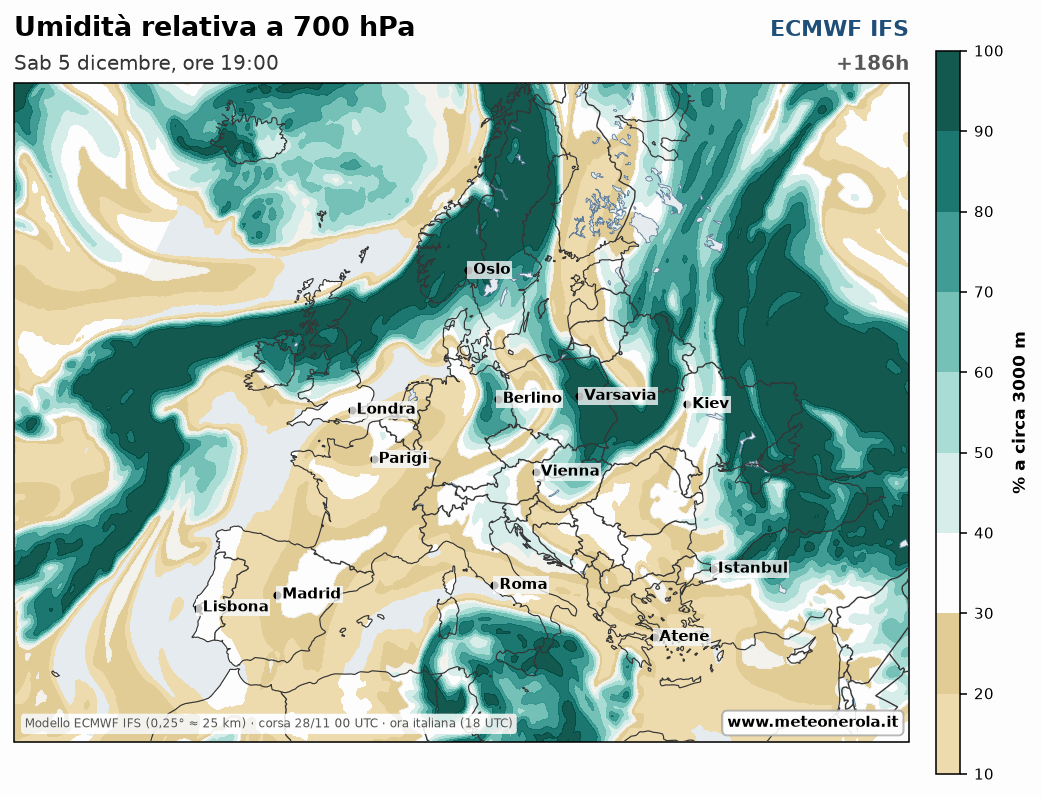 Umidità relativa a 700 hPa
ECMWF IFS
Sab 5 dicembre, ore 19:00
+186h
100
90
80
70
60
50
40
30
20
10
% a circa 3000 m
Oslo
Berlino
Varsavia
Kiev
Londra
Parigi
Vienna
Istanbul
Roma
Madrid
Lisbona
Atene
Modello ECMWF IFS (0,25° ≈ 25 km) · corsa 28/11 00 UTC · ora italiana (18 UTC)
www.meteonerola.it